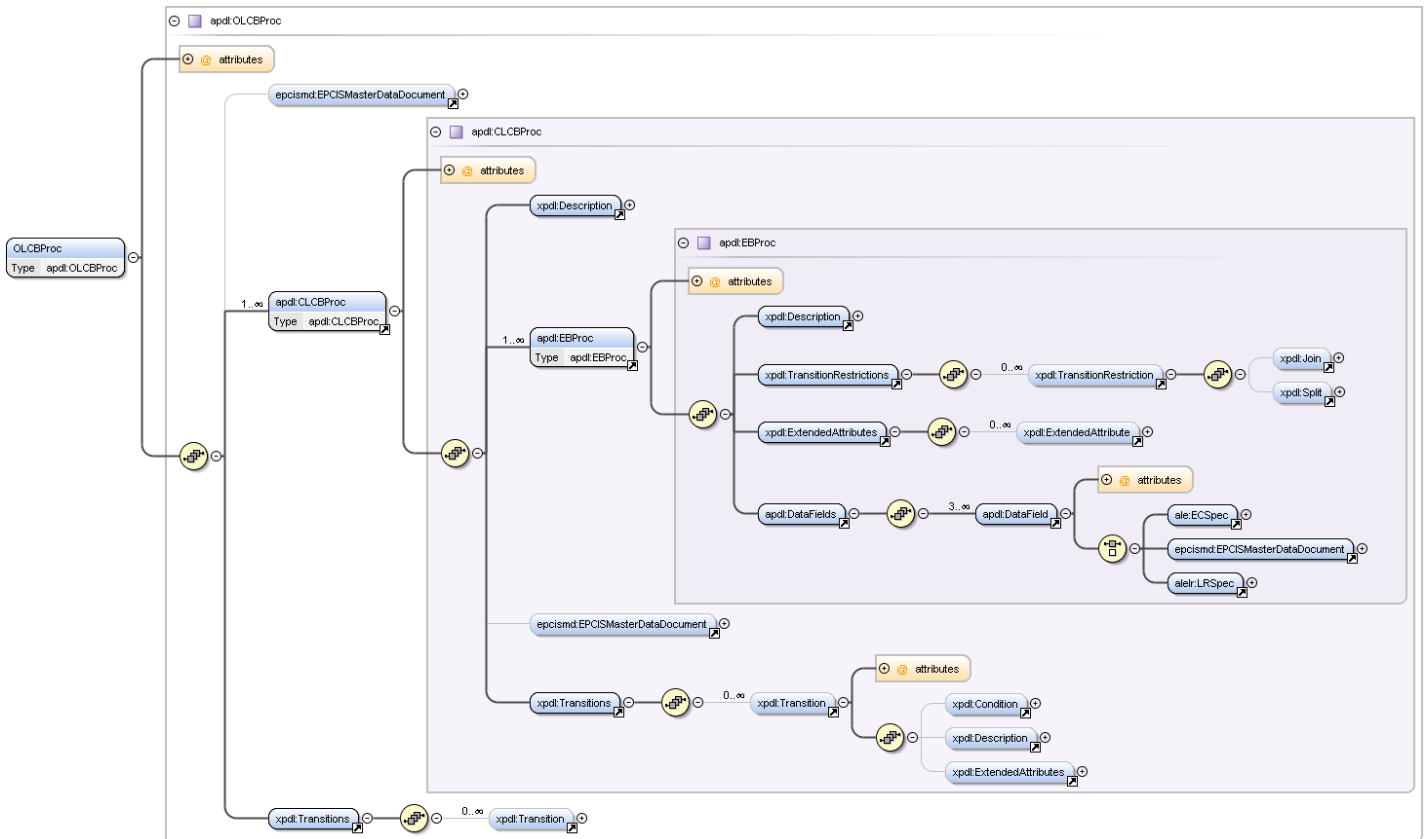 apdl:OLCBProc
@ attributes
epcismd:EPCISMasterDataDocument
apdl:CLCBProc
@ attributes
xpdl:Description
apdl:EBProc
OLCBProc
Type apdl:OLCBProc
@ attributes
1..∞
apdl:CLCBProc
Type apdl:CLCBProc
xpdl:Description
1..∞
apdl:EBProc
Type apdl:EBProc
xpdl:TransitionRestrictions
0..∞
xpdl:TransitionRestriction
xpdl:Join
xpdl:Split
xpdl:ExtendedAttributes
0..∞
xpdl:ExtendedAttribute
@ attributes
apdl:DataFields
3..∞
apdl:DataField
ale:ECSpec
epcismd:EPCISMasterDataDocument
alelr:LRSpec
epcismd:EPCISMasterDataDocument
@ attributes
xpdl:Transitions
0..∞
xpdl:Transition
xpdl:Condition
xpdl:Description
xpdl:ExtendedAttributes
xpdl:Transitions
0..∞
xpdl:Transition